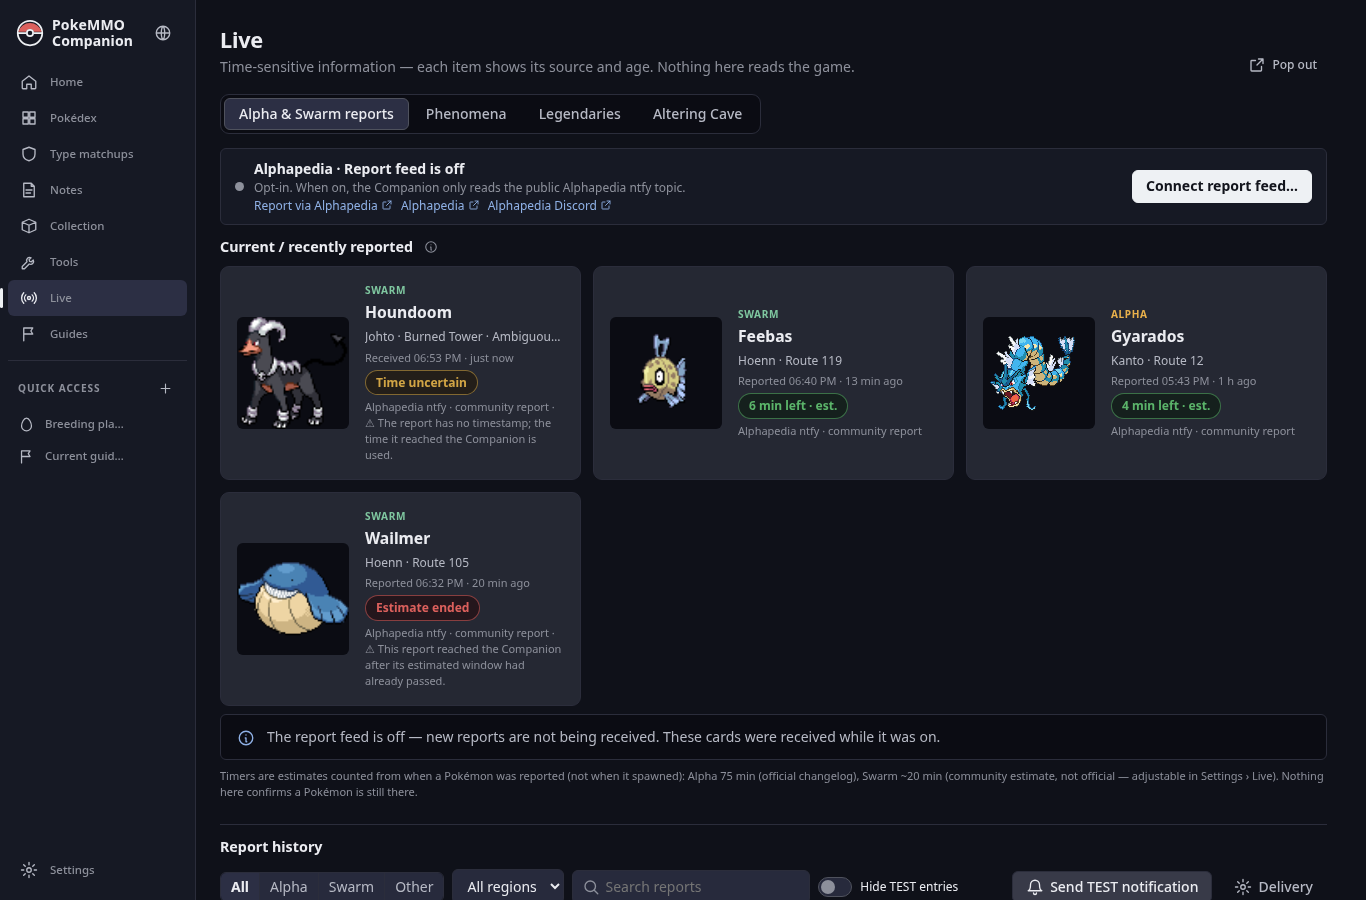 PokeMMO
Companion
Home
Pokédex
Type matchups
Notes
Collection
Tools
Live
Guides
QUICK ACCESS
Breeding pla...
Current guid...
Settings
Live
Time-sensitive information — each item shows its source and age. Nothing here reads the game.
Pop out
Alpha & Swarm reports
Phenomena
Legendaries
Altering Cave
Alphapedia · Report feed is off
Opt-in. When on, the Companion only reads the public Alphapedia ntfy topic.
Report via Alphapedia
Alphapedia
Alphapedia Discord
Connect report feed...
Current / recently reported
SWARM
Houndoom
Johto · Burned Tower · Ambiguou...
Received 06:53 PM · just now
Time uncertain
Alphapedia ntfy · community report ·
⚠ The report has no timestamp; the
time it reached the Companion is
used.
SWARM
Feebas
Hoenn · Route 119
Reported 06:40 PM · 13 min ago
6 min left · est.
Alphapedia ntfy · community report
ALPHA
Gyarados
Kanto · Route 12
Reported 05:43 PM · 1 h ago
4 min left · est.
Alphapedia ntfy · community report
SWARM
Wailmer
Hoenn · Route 105
Reported 06:32 PM · 20 min ago
Estimate ended
Alphapedia ntfy · community report ·
⚠ This report reached the Companion
after its estimated window had
already passed.
The report feed is off — new reports are not being received. These cards were received while it was on.
Timers are estimates counted from when a Pokémon was reported (not when it spawned): Alpha 75 min (official changelog), Swarm ~20 min (community estimate, not official — adjustable in Settings › Live). Nothing
here confirms a Pokémon is still there.
Report history
All
Alpha
Swarm
Other
All regions
Search reports
Hide TEST entries
Send TEST notification
Delivery